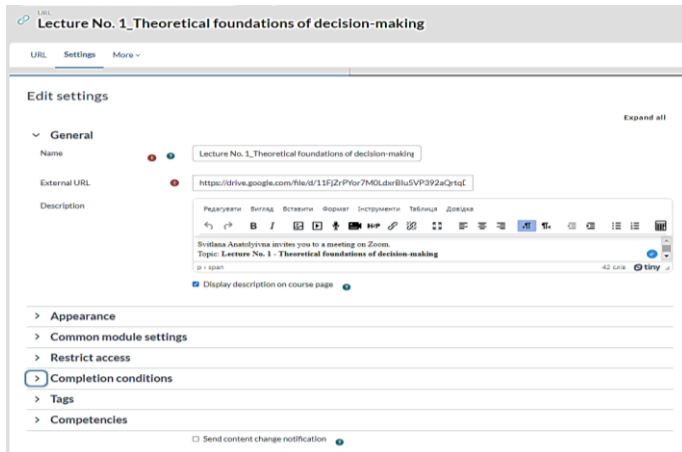 URL
Lecture No. 1_Theoretical foundations of decision-making
URL Settings More
Edit settings
Expand all
General
Name
Lecture No. 1_Theoretical foundations of decision-making
External URL
https://drive.google.com/file/d/11FjZrPYor7M0LdxrBlu5VP392aQrtqD
Description
Редагувати Вигляд Вставити Формат Інструменти Таблиця Довідка
B I H-P
Svitlana Anatolyivna invites you to a meeting on Zoom.
Topic: Lecture No. 1 - Theoretical foundations of decision-making
p › span
42 слів tiny
Display description on course page
Appearance
Common module settings
Restrict access
Completion conditions
Tags
Competencies
Send content change notification